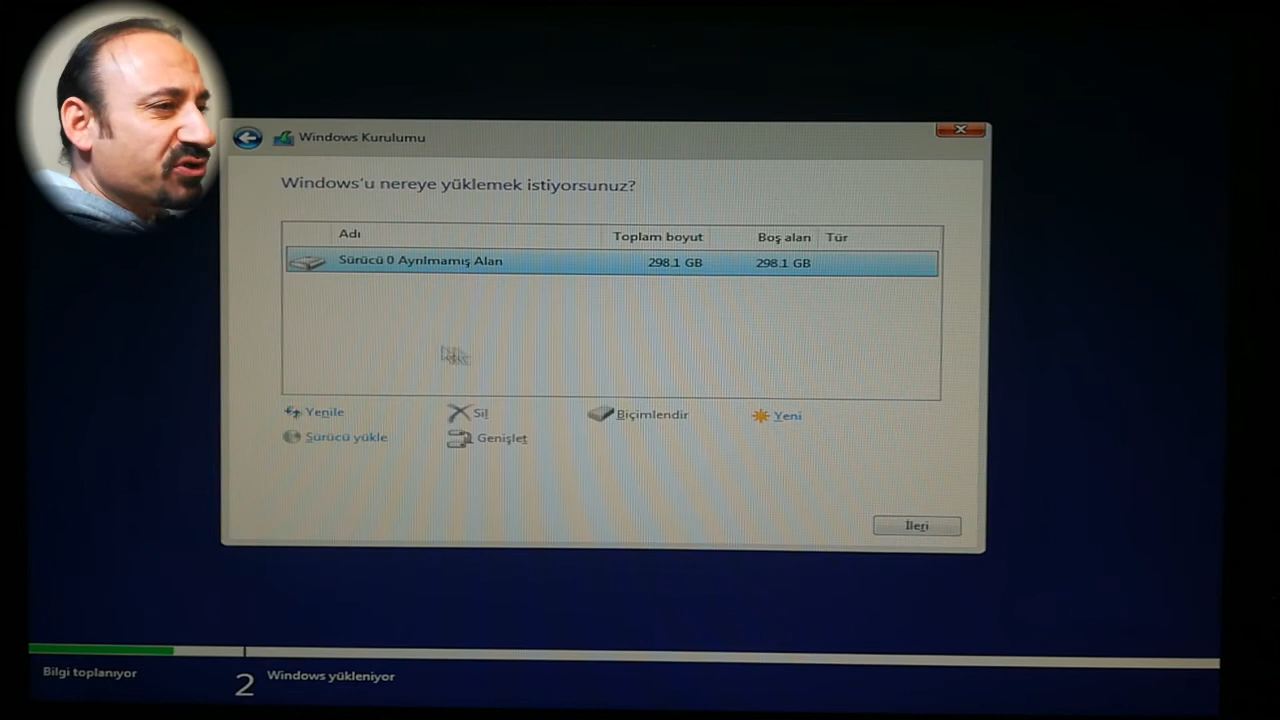 Windows Kurulumu
Windows'u nereye yüklemek istiyorsunuz?
Adı Toplam boyut Boş alan Tür
Sürücü 0 Ayrılmamış Alan 298.1 GB 298.1 GB
Yenile Sil Biçimlendir Yeni
Sürücü yükle Genişlet
İleri
Bilgi toplanıyor 2 Windows yükleniyor